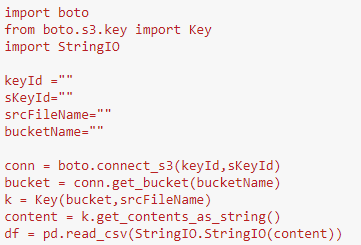 import boto
from boto.s3.key import Key
import StringIO
keyId =""
sKeyId=""
srcFileName=""
bucketName=""
conn = boto.connect_s3(keyId,sKeyId)
bucket = conn.get_bucket(bucketName)
k = Key(bucket,srcFileName)
content = k.get_contents_as_string()
df = pd.read_csv(StringIO.StringIO(content))